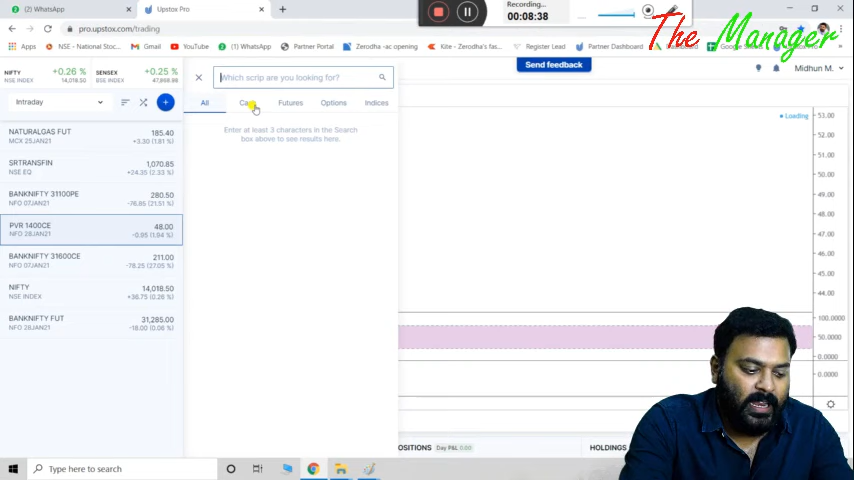 (2) WhatsApp
Upstox Pro
Recording...
00:08:38
The Manager
pro.upstox.com/trading
Apps
NSE - National Stoc...
Gmail
YouTube
(1) WhatsApp
Partner Portal
Zerodha -ac opening
Kite - Zerodha's fas...
Register Lead
Partner Dashboard
NIFTY
NSE INDEX
+0.26 %
14,018.50
SENSEX
BSE INDEX
+0.25 %
47,868.98
Which scrip are you looking for?
Send feedback
Midhun M.
Intraday
All
Futures
Options
Indices
Enter at least 3 characters in the Search
box above to see results here.
Loading
NATURALGAS FUT 185.40
MCX 25JAN21 +3.30 (1.81 %)
SRTRANSFIN 1,070.85
NSE EQ +24.35 (2.33 %)
BANKNIFTY 31100PE 280.50
NFO 07JAN21 -76.85 (21.51 %)
PVR 1400CE 48.00
NFO 28JAN21 -0.95 (1.94 %)
BANKNIFTY 31600CE 211.00
NFO 07JAN21 -78.25 (27.05 %)
NIFTY 14,018.50
NSE INDEX +36.75 (0.26 %)
BANKNIFTY FUT 31,285.00
NFO 28JAN21 -18.00 (0.06 %)
53.00
52.00
51.00
50.00
49.00
48.00
47.00
46.00
45.00
44.00
100.0000
50.0000
0.0000
0.0000
POSITIONS Day P&L 0.00
HOLDINGS
Type here to search